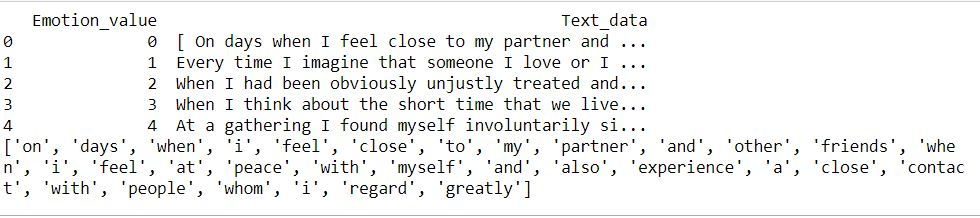 Emotion_value Text_data
0 0 [ On days when I feel close to my partner and ...
1 1 Every time I imagine that someone I love or I ...
2 2 When I had been obviously unjustly treated and...
3 3 When I think about the short time that we live...
4 4 At a gathering I found myself involuntarily si...
['on', 'days', 'when', 'i', 'feel', 'close', 'to', 'my', 'partner', 'and', 'other', 'friends', 'whe
n', 'i', 'feel', 'at', 'peace', 'with', 'myself', 'and', 'also', 'experience', 'a', 'close', 'contac
t', 'with', 'people', 'whom', 'i', 'regard', 'greatly']